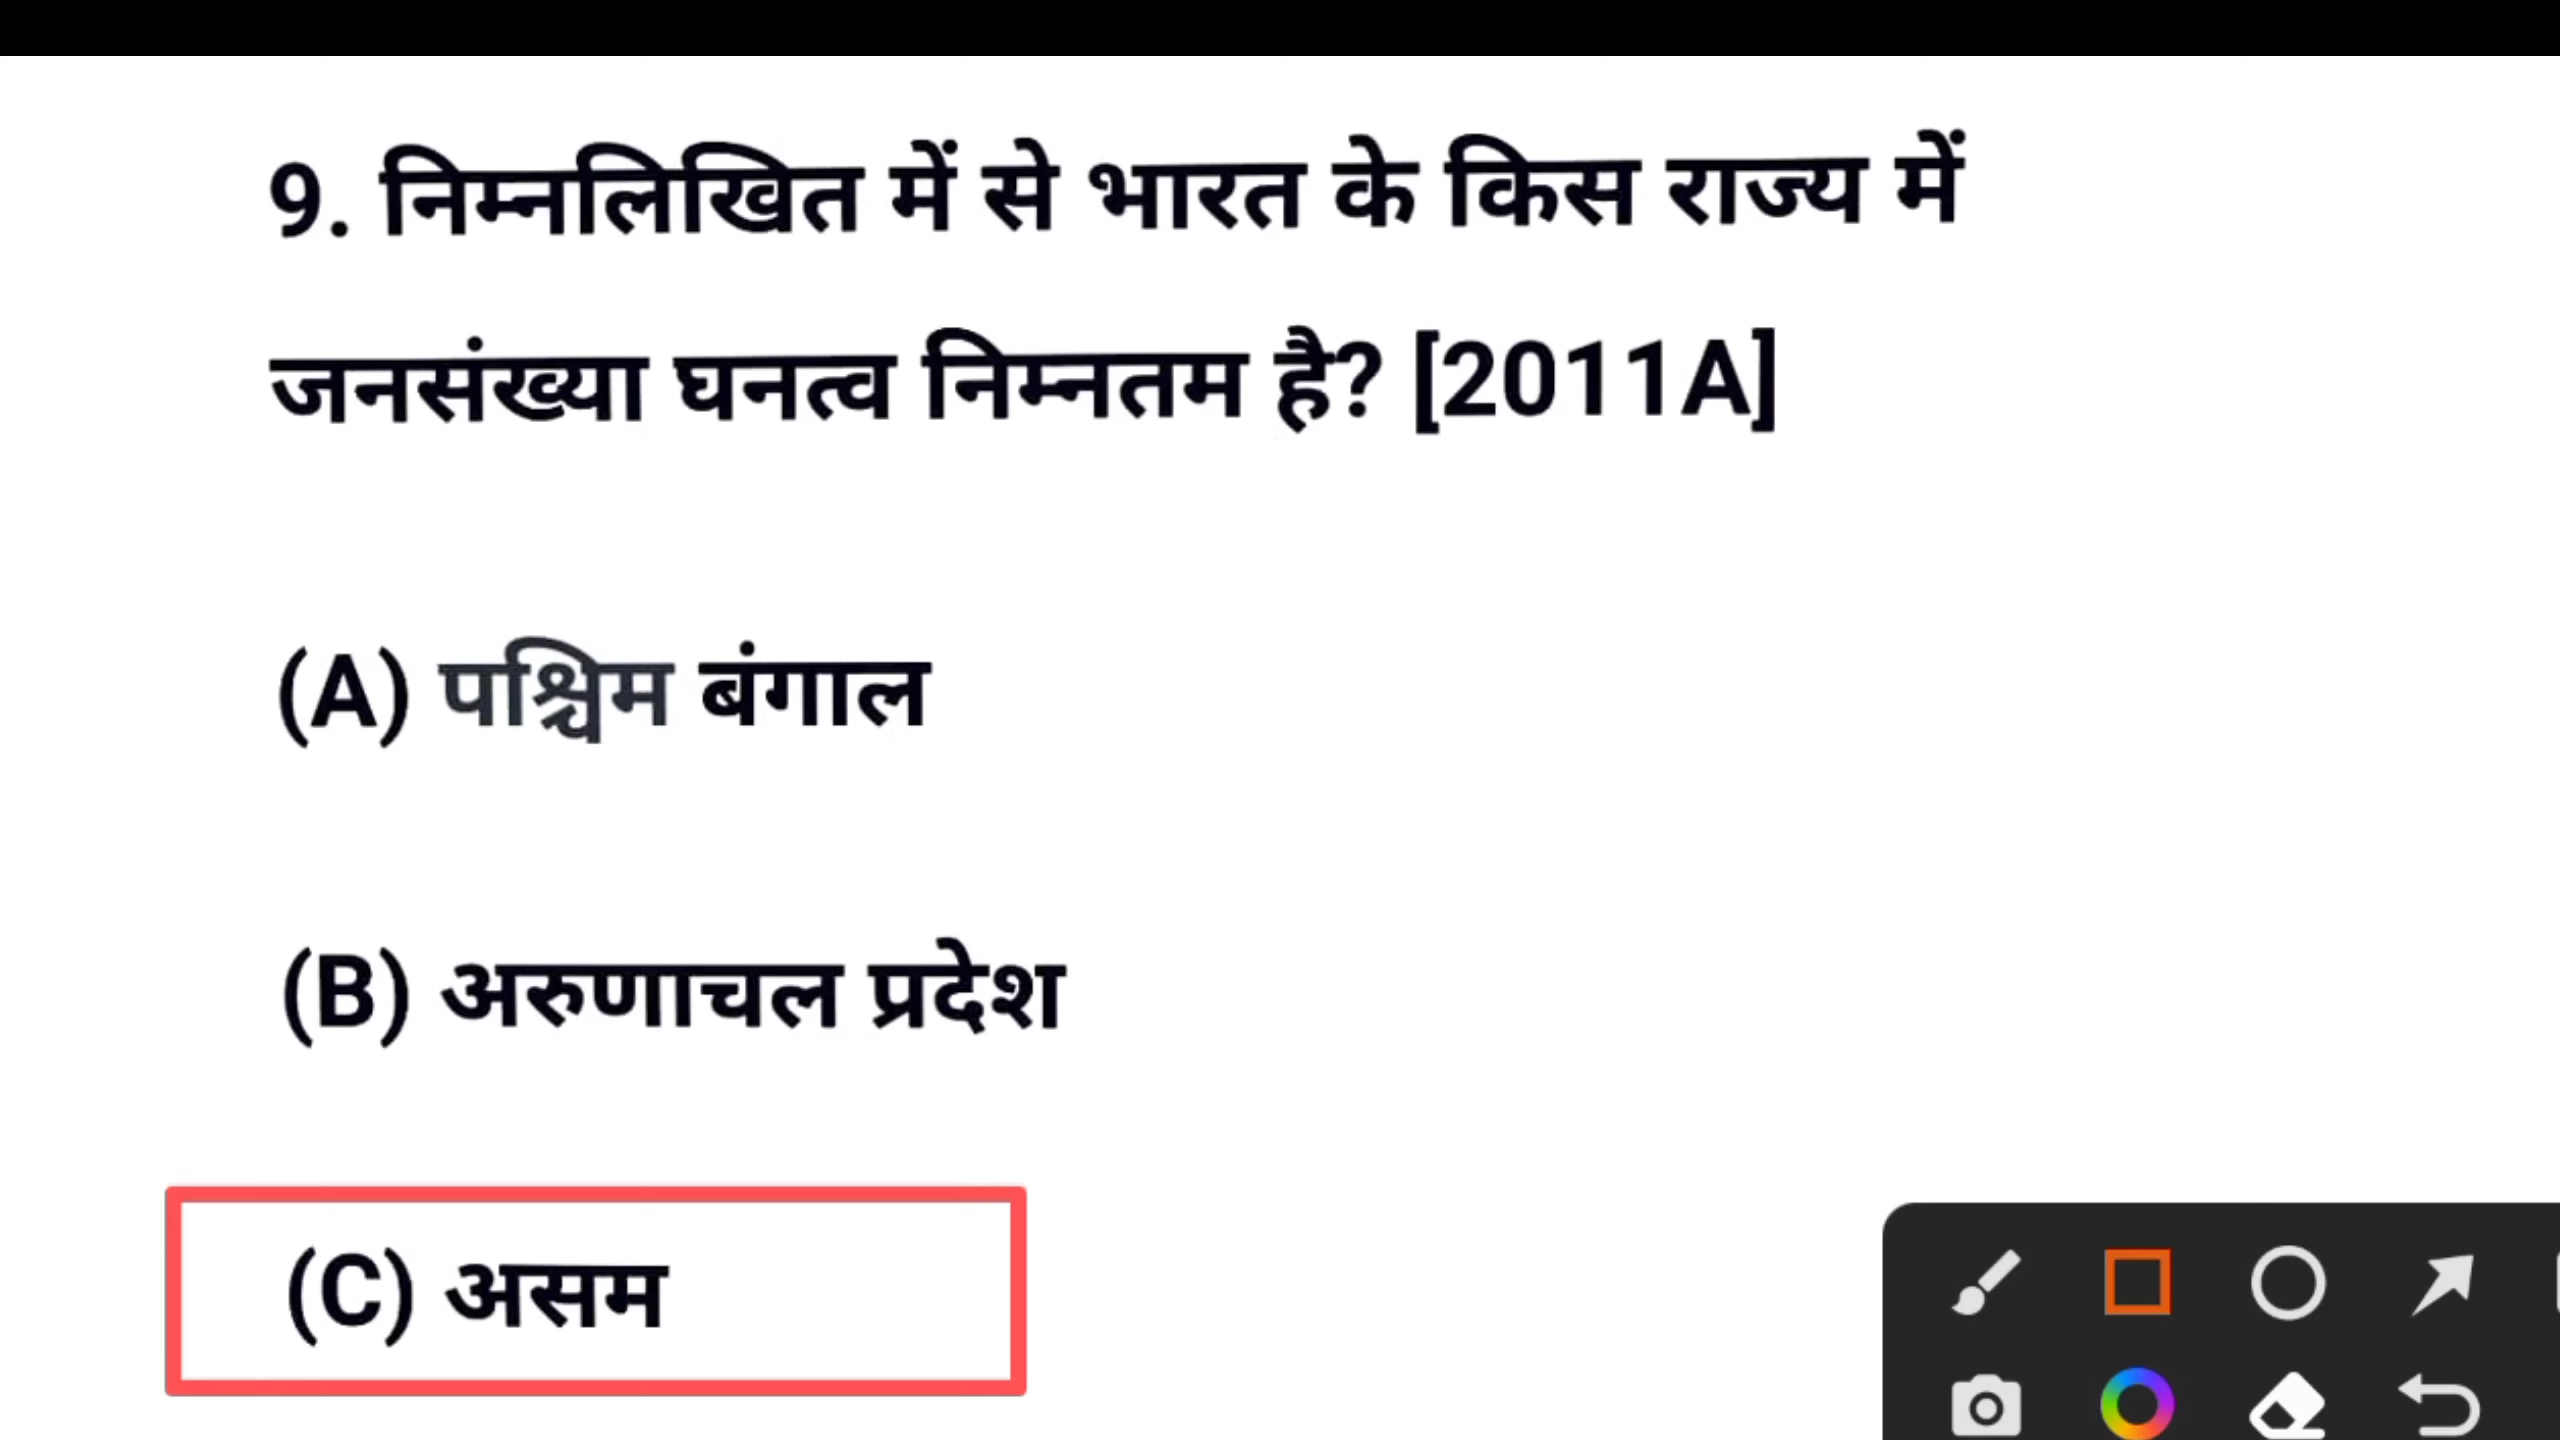 9. निम्नलिखित में से भारत के किस राज्य में
जनसंख्या घनत्व निम्नतम है? [2011A]
(A) पश्चिम बंगाल
(B) अरुणाचल प्रदेश
(C) असम